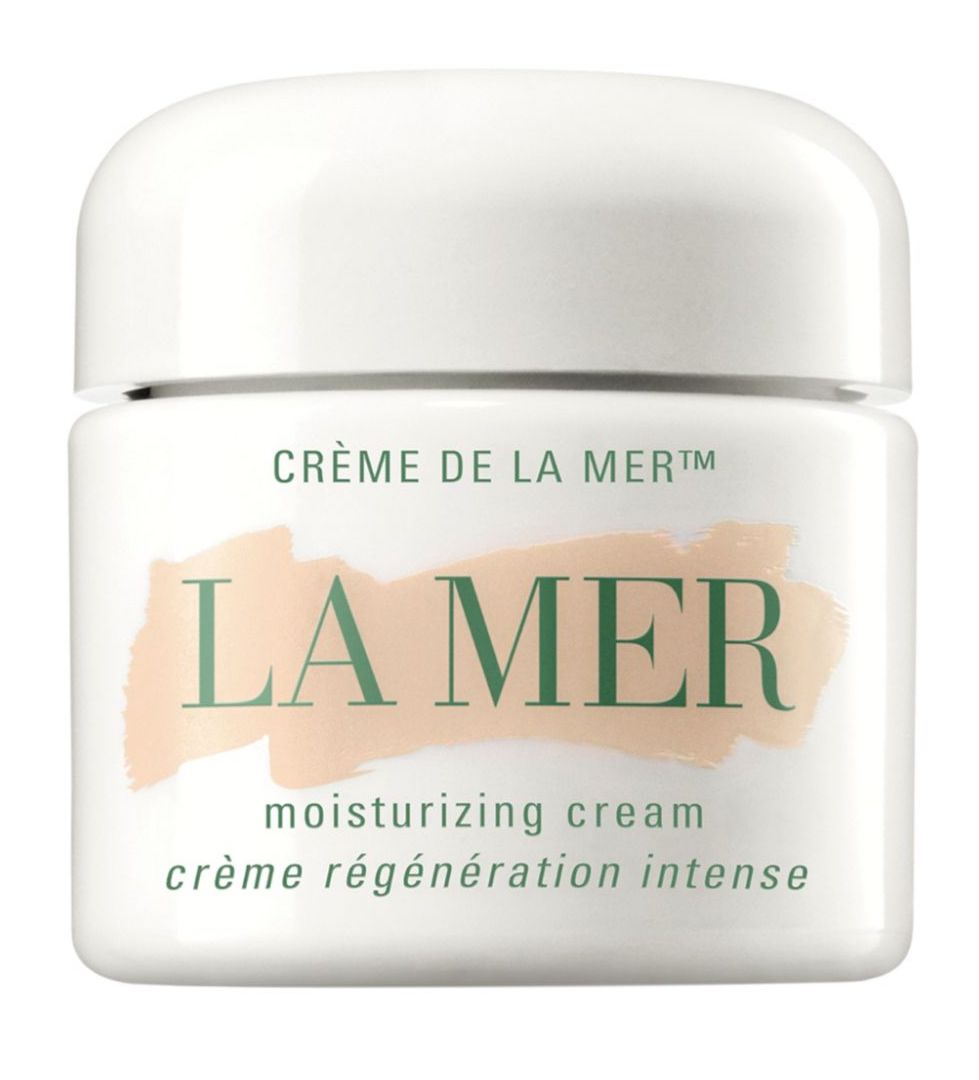 CRÈME DE LA MER™
LA MER
moisturizing cream
crème régénération intense